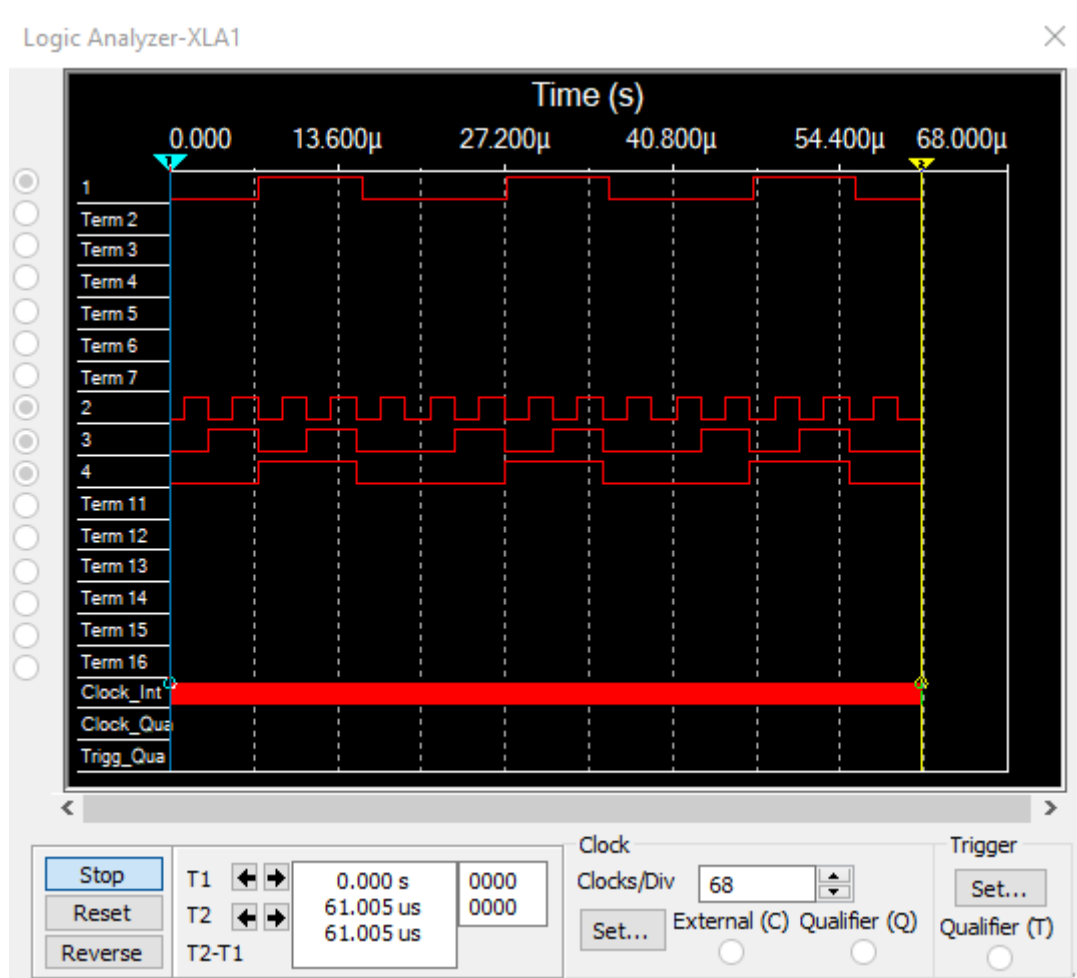 Logic Analyzer-XLA1
Time (s)
0.000 13.600µ 27.200µ 40.800µ 54.400µ 68.000µ
1 2
1
Term 2
Term 3
Term 4
Term 5
Term 6
Term 7
2
3
4
Term 11
Term 12
Term 13
Term 14
Term 15
Term 16
Clock_Int
Clock_Qua
Trigg_Qua
Stop
Reset
Reverse
T1 0.000 s 0000
T2 61.005 us 0000
T2-T1 61.005 us
Clock
Clocks/Div 68
Set... External (C) Qualifier (Q)
Trigger
Set...
Qualifier (T)